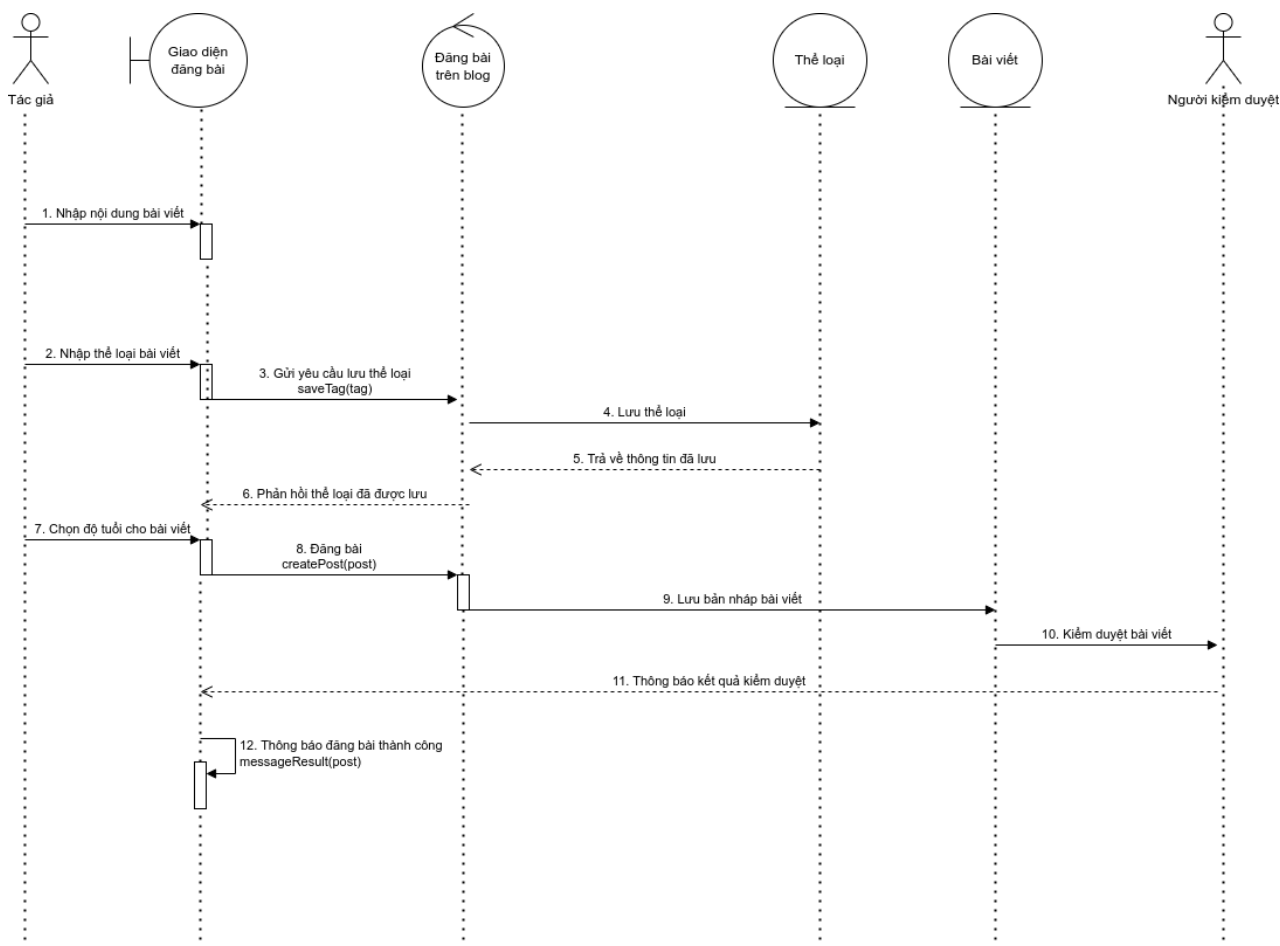 Giao diện
đăng bài
Đăng bài
trên blog
Thể loại
Bài viết
Tác giả
Người kiểm duyệt
1. Nhập nội dung bài viết
2. Nhập thể loại bài viết
3. Gửi yêu cầu lưu thể loại
saveTag(tag)
4. Lưu thể loại
5. Trả về thông tin đã lưu
6. Phản hồi thể loại đã được lưu
7. Chọn độ tuổi cho bài viết
8. Đăng bài
createPost(post)
9. Lưu bản nháp bài viết
10. Kiểm duyệt bài viết
11. Thông báo kết quả kiểm duyệt
12. Thông báo đăng bài thành công
messageResult(post)